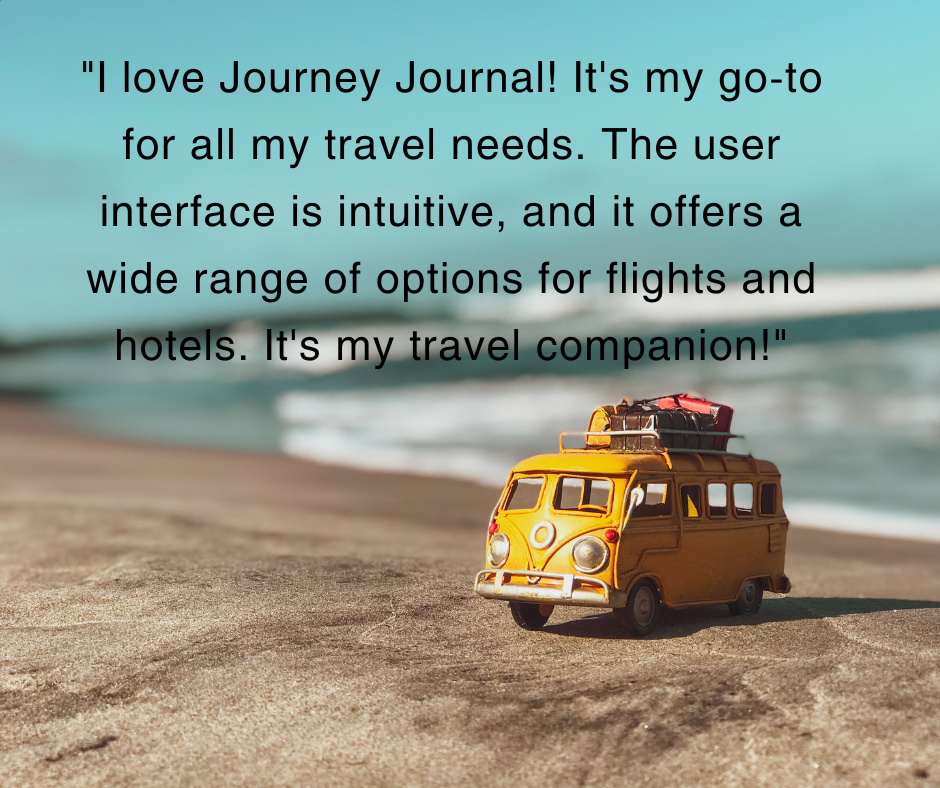 "I love Journey Journal! It's my go-to
for all my travel needs. The user
interface is intuitive, and it offers a
wide range of options for flights and
hotels. It's my travel companion!"